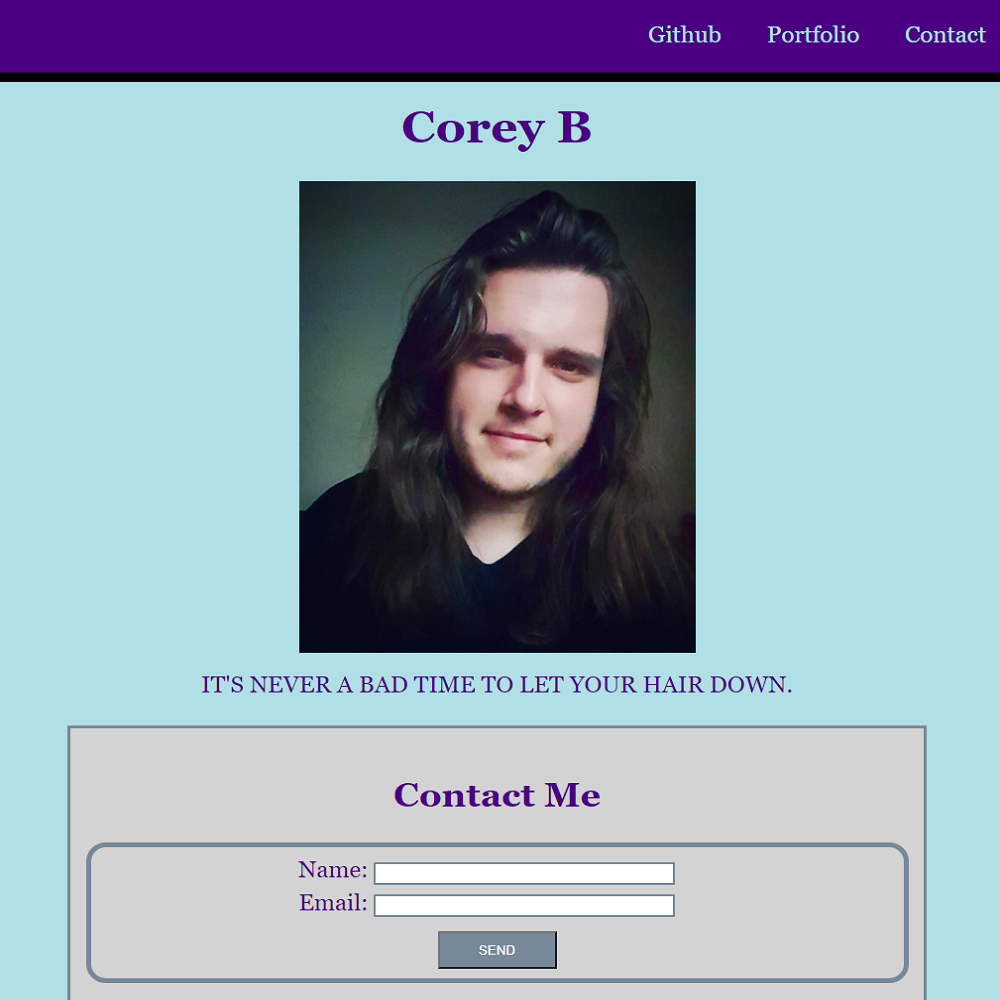 Github Portfolio Contact
Corey B
IT'S NEVER A BAD TIME TO LET YOUR HAIR DOWN.
Contact Me
Name:
Email:
SEND